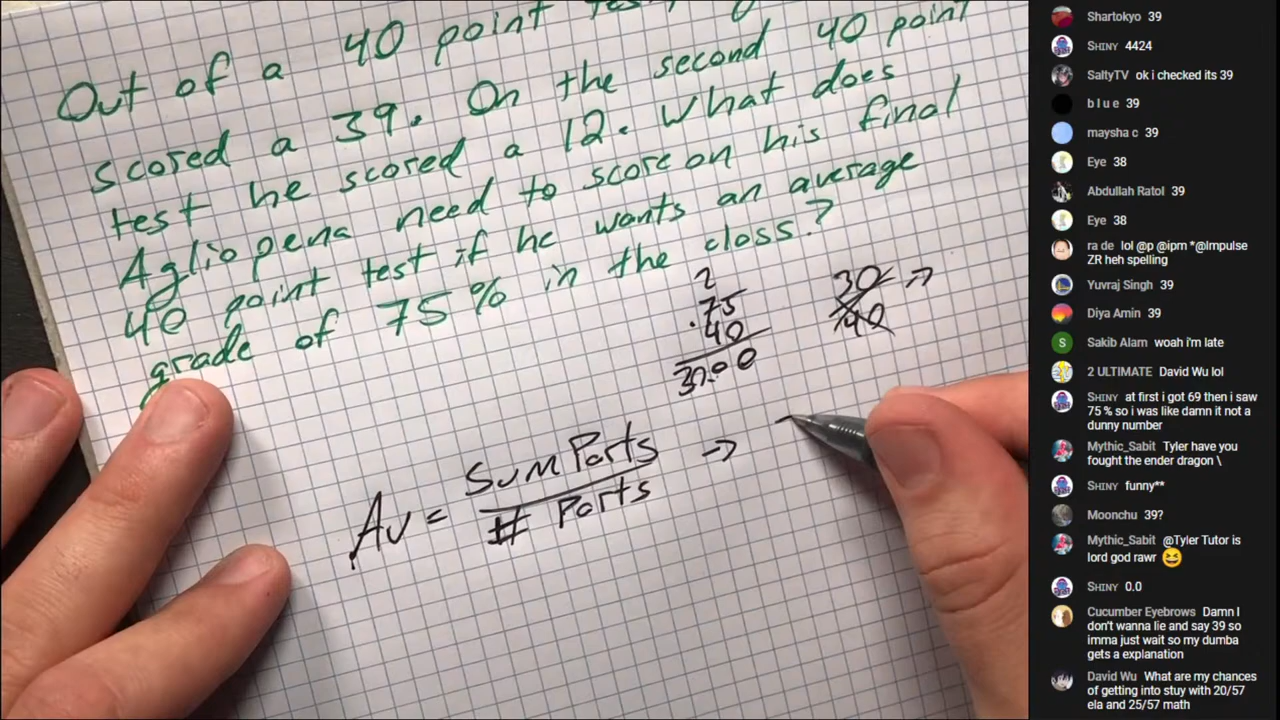 Out of a 40 point test,
scored a 39. On the second 40 point
test he scored a 12. What does
Agliopena need to score on his final
40 point test if he wants an average
grade of 75% in the class?
2
.75
40
30.00
30
40
Av = Sum Parts
# Parts
Shartokyo 39
SHINY 4424
SaltyTV ok i checked its 39
b l u e 39
maysha c 39
Eye 38
Abdullah Ratol 39
Eye 38
ra de lol @p @ipm *@Impulse
ZR heh spelling
Yuvraj Singh 39
Diya Amin 39
S
Sakib Alam woah i'm late
2 ULTIMATE David Wu lol
SHINY at first i got 69 then i saw
75 % so i was like damn it not a
dunny number
Mythic_Sabit Tyler have you
fought the ender dragon \
SHINY funny**
Moonchu 39?
Mythic_Sabit @Tyler Tutor is
lord god rawr 😆
SHINY 0.0
Cucumber Eyebrows Damn I
don't wanna lie and say 39 so
imma just wait so my dumba
gets a explanation
David Wu What are my chances
of getting into stuy with 20/57
ela and 25/57 math